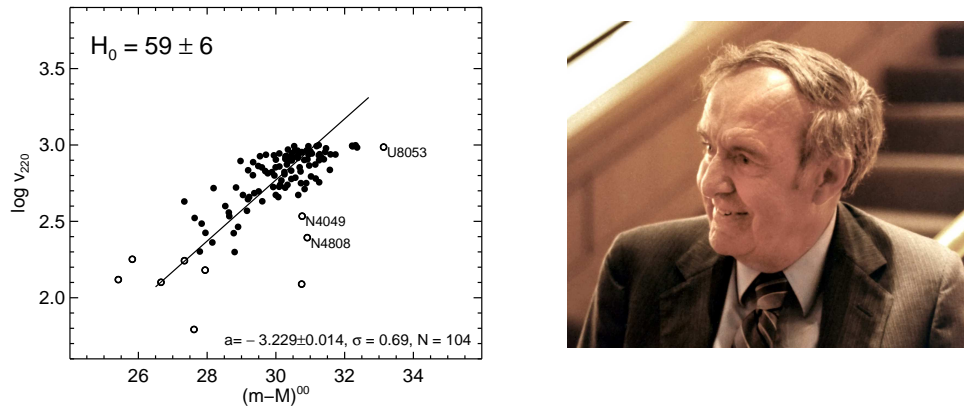 H₀ = 59 ± 6
3.5
3.0
2.5
2.0
log v₂₂₀
U8053
N4049
N4808
a= − 3.229±0.014, σ = 0.69, N = 104
26 28 30 32 34
(m−M)⁰⁰